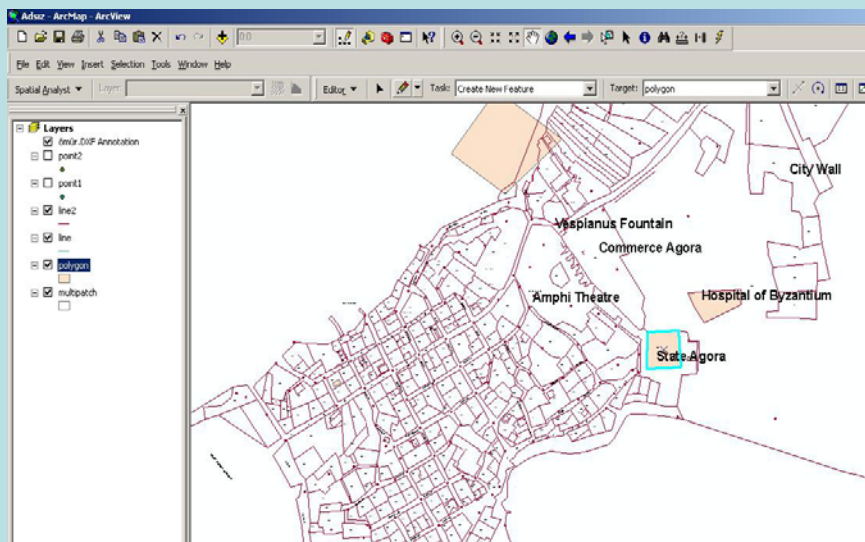 Adsız - ArcMap - ArcView
0:0
File Edit View Insert Selection Tools Window Help
Spatial Analyst Layer: Editor Task: Create New Feature Target: polygon
Layers
ömür.DXF Annotation
point2
point1
line2
line
polygon
multipatch
City Wall
Vespianus Fountain
Commerce Agora
Amphi Theatre
Hospital of Byzantium
State Agora